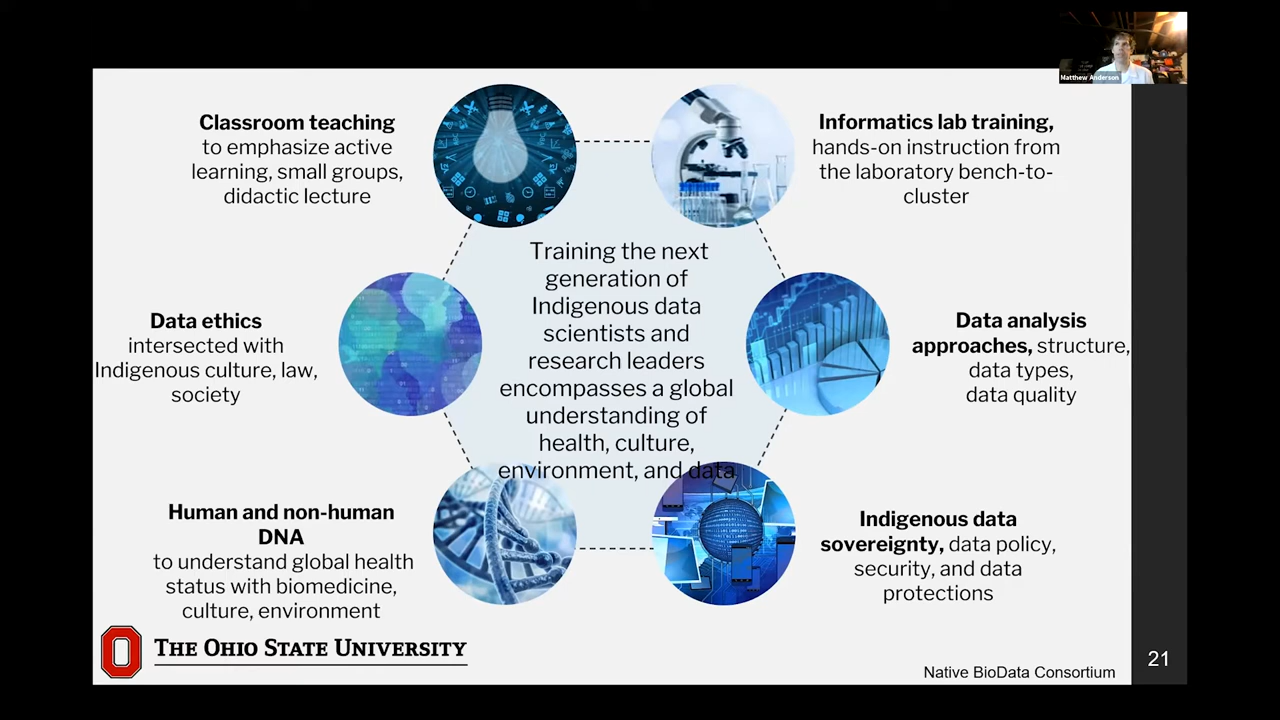 Matthew Anderson
Classroom teaching
to emphasize active
learning, small groups,
didactic lecture
Informatics lab training,
hands-on instruction from
the laboratory bench-to-
cluster
Training the next
generation of
Indigenous data
scientists and
research leaders
encompasses a global
understanding of
health, culture,
environment, and data
Data ethics
intersected with
Indigenous culture, law,
society
Data analysis
approaches, structure,
data types,
data quality
Human and non-human
DNA
to understand global health
status with biomedicine,
culture, environment
Indigenous data
sovereignty, data policy,
security, and data
protections
THE OHIO STATE UNIVERSITY
Native BioData Consortium
21